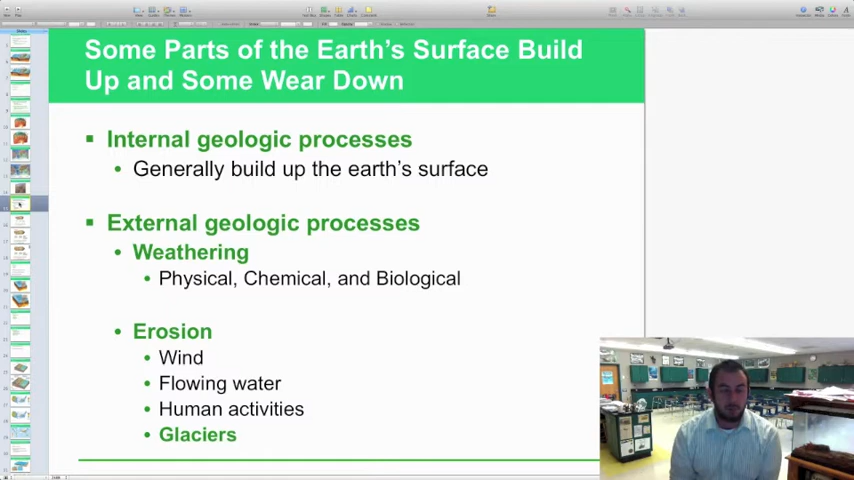 Some Parts of the Earth's Surface Build
Up and Some Wear Down
Internal geologic processes
Generally build up the earth's surface
External geologic processes
Weathering
Physical, Chemical, and Biological
Erosion
Wind
Flowing water
Human activities
Glaciers